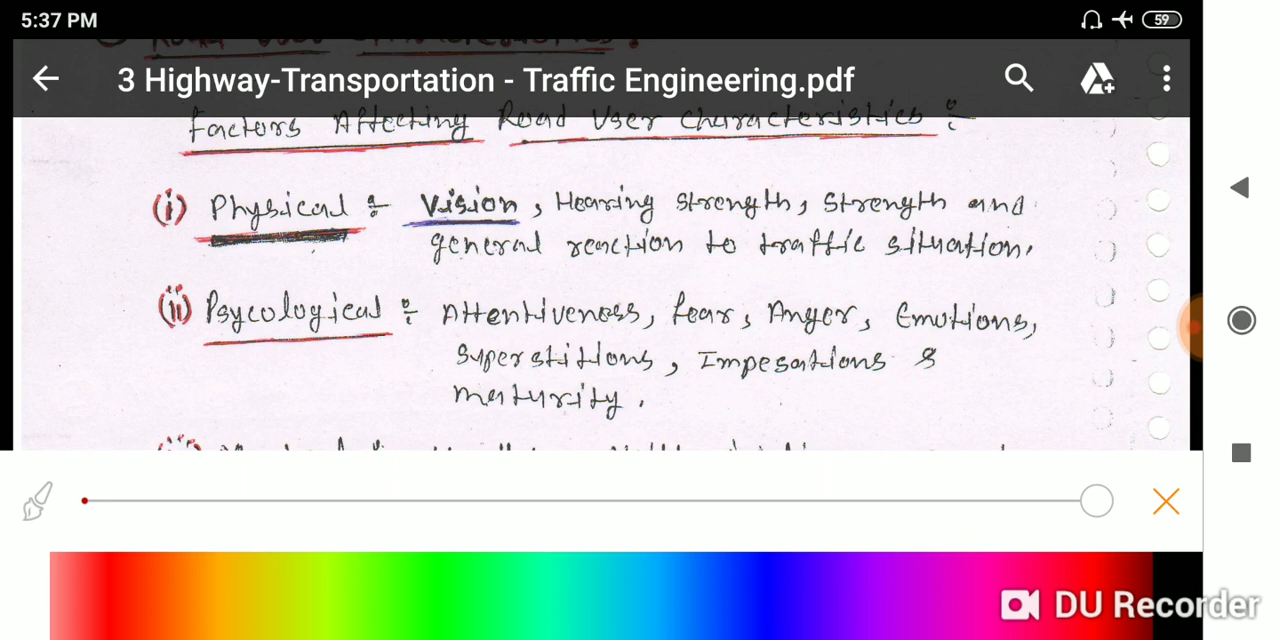 5:37 PM
59
3 Highway-Transportation - Traffic Engineering.pdf
Factors Affecting Road User Characteristics :-
(i) Physical :- Vision, Hearing strength, strength and
general reaction to traffic situation.
(ii) Psycological :- Attentiveness, fear, Anger, Emotions,
superstitions, Impesations &
maturity.
DU Recorder